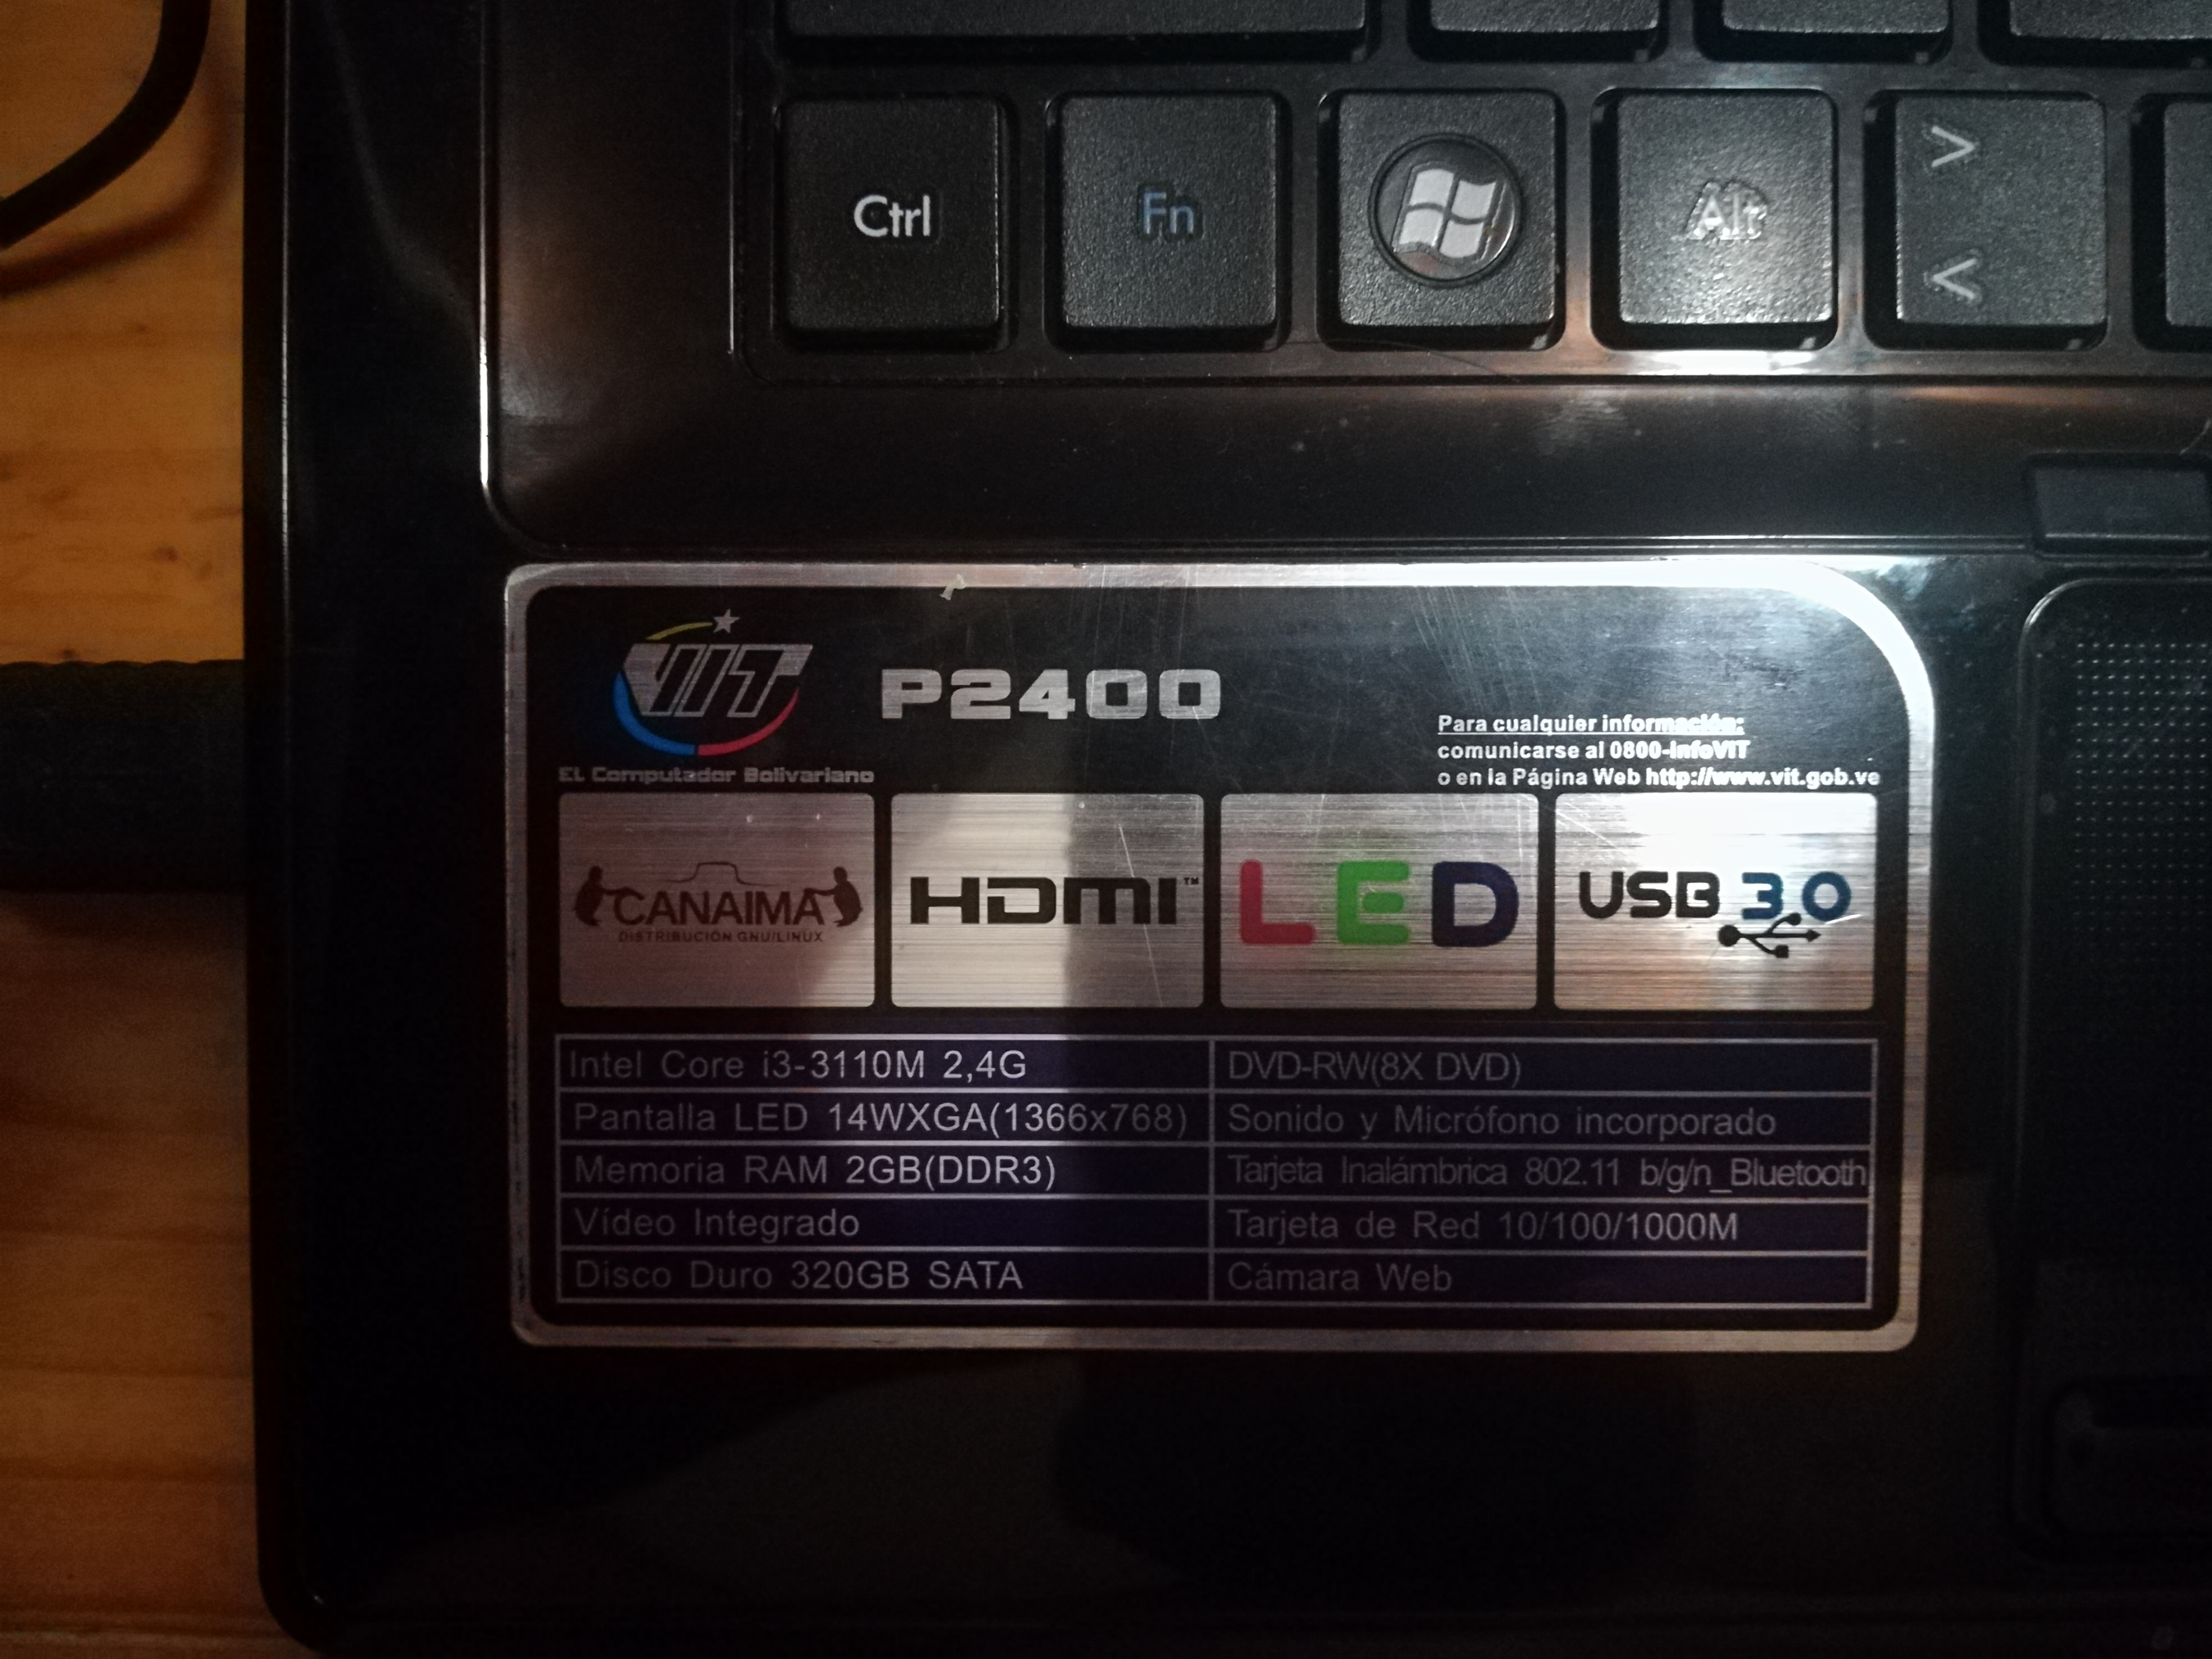 Ctrl
Fn
Alt
>
<
VIT
P2400
Para cualquier información:
comunicarse al 0800-infoVIT
o en la Página Web http://www.vit.gob.ve
EL Computador Bolivariano
CANAIMA
DISTRIBUCIÓN GNU/LINUX
HDMI™
LED
USB 3.0
Intel Core i3-3110M 2,4G
DVD-RW(8X DVD)
Pantalla LED 14WXGA(1366x768)
Sonido y Micrófono incorporado
Memoria RAM 2GB(DDR3)
Tarjeta Inalámbrica 802.11 b/g/n_Bluetooth
Vídeo Integrado
Tarjeta de Red 10/100/1000M
Disco Duro 320GB SATA
Cámara Web